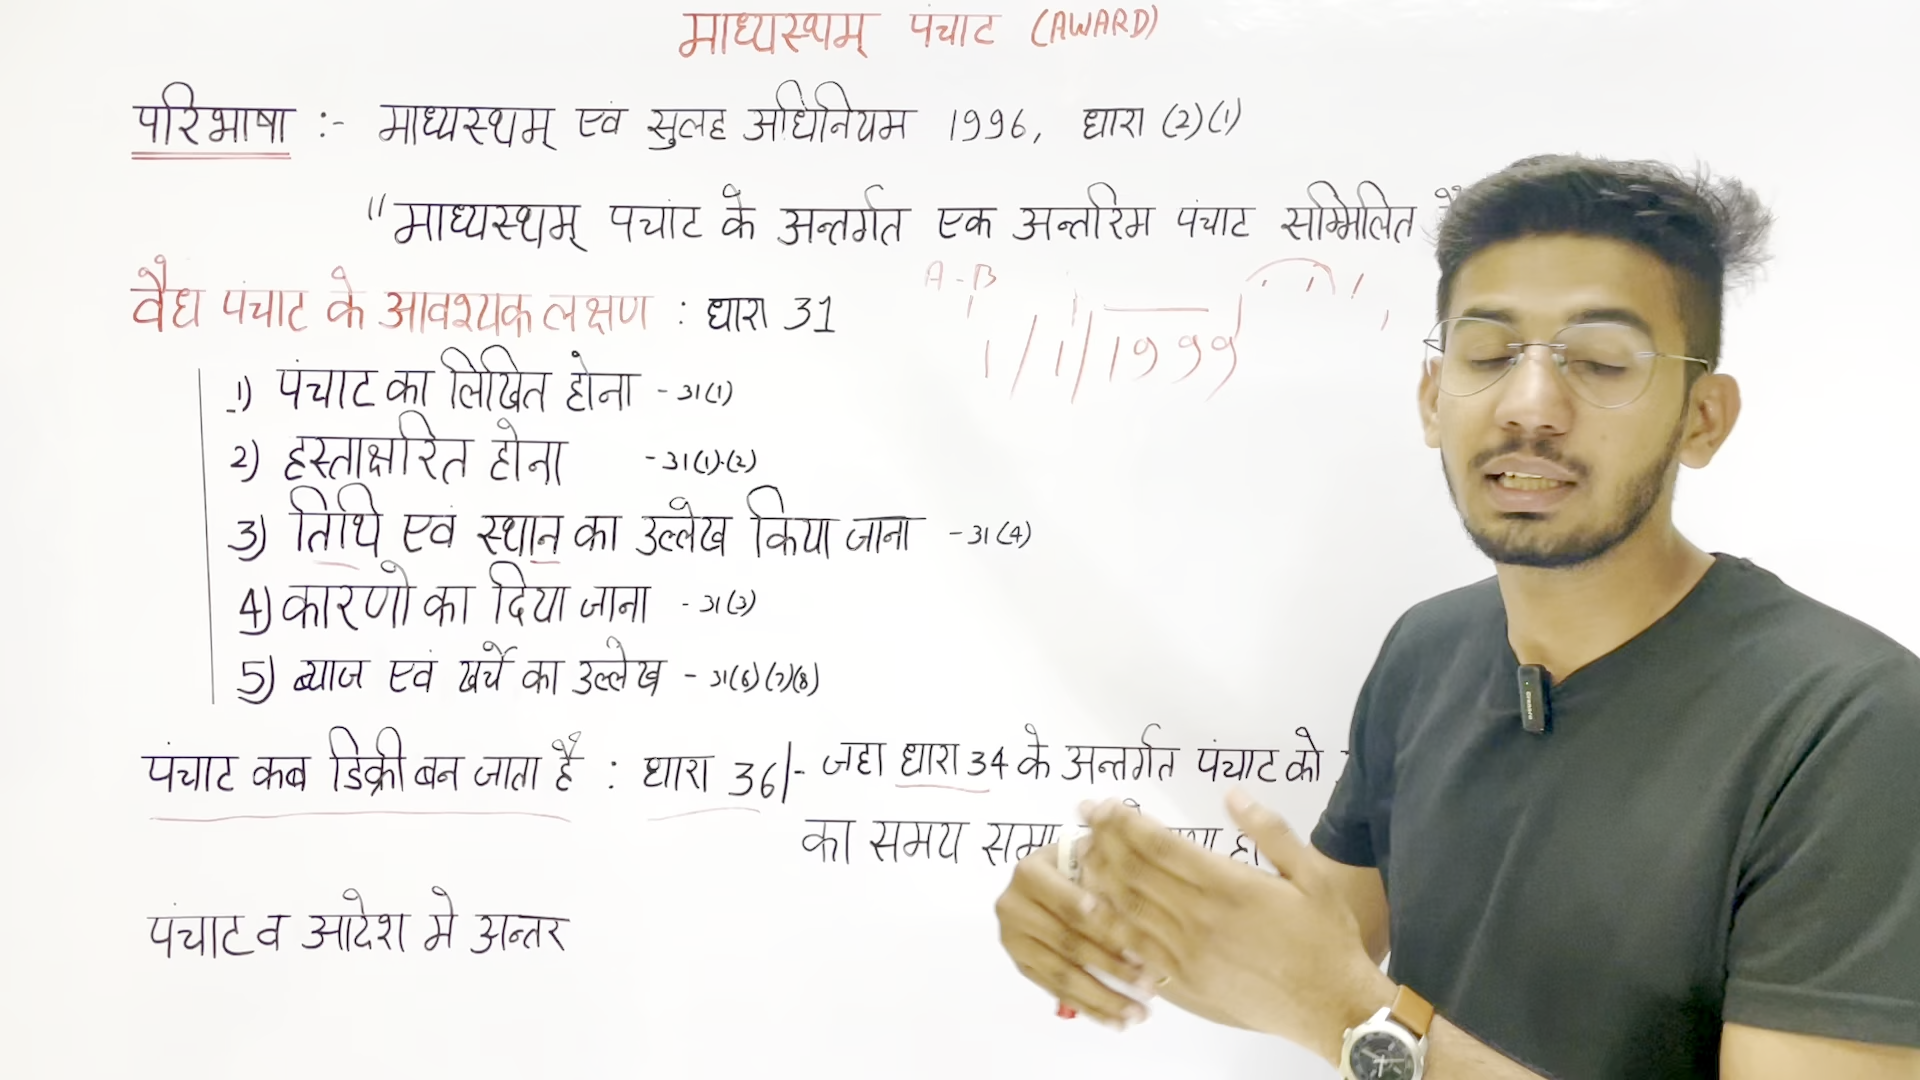 माध्यस्थम् पंचाट (AWARD)
परिभाषा :- माध्यस्थम् एवं सुलह अधिनियम 1996, धारा (2)(1)
"माध्यस्थम् पचांट के अन्तर्गत एक अन्तरिम पंचाट सम्मिलित
A-B
वैध पंचाट के आवश्यक लक्षण : धारा 31
1/1/1999
1) पंचाट का लिखित होना - 31(1)
2) हस्ताक्षरित होना - 31(1)·(2)
3) तिथि एवं स्थान का उल्लेख किया जाना - 31(4)
4) कारणो का दिया जाना - 31(3)
5) ब्याज एवं खर्चे का उल्लेख - 31(6)(7)(8)
पंचाट कब डिक्री बन जाता है : धारा 36/- जहा धारा 34 के अन्तर्गत पंचाट को
का समय
पंचाट व आदेश मे अन्तर